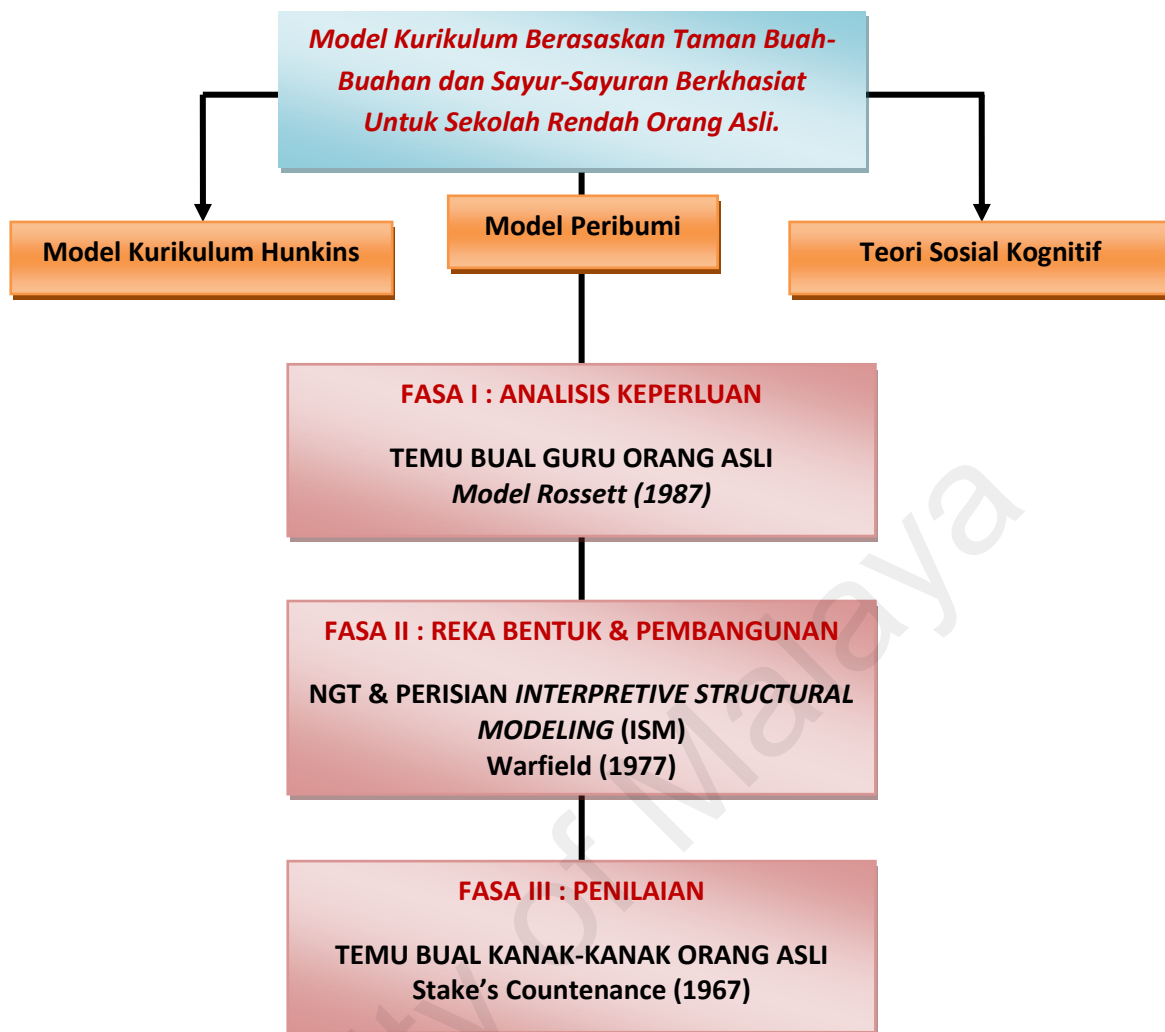 Model Kurikulum Berasaskan Taman Buah-
Buahan dan Sayur-Sayuran Berkhasiat
Untuk Sekolah Rendah Orang Asli.
Model Kurikulum Hunkins
Model Peribumi
Teori Sosial Kognitif
FASA I : ANALISIS KEPERLUAN
TEMU BUAL GURU ORANG ASLI
Model Rossett (1987)
FASA II : REKA BENTUK & PEMBANGUNAN
NGT & PERISIAN INTERPRETIVE STRUCTURAL
MODELING (ISM)
Warfield (1977)
FASA III : PENILAIAN
TEMU BUAL KANAK-KANAK ORANG ASLI
Stake's Countenance (1967)
ity of Malaya